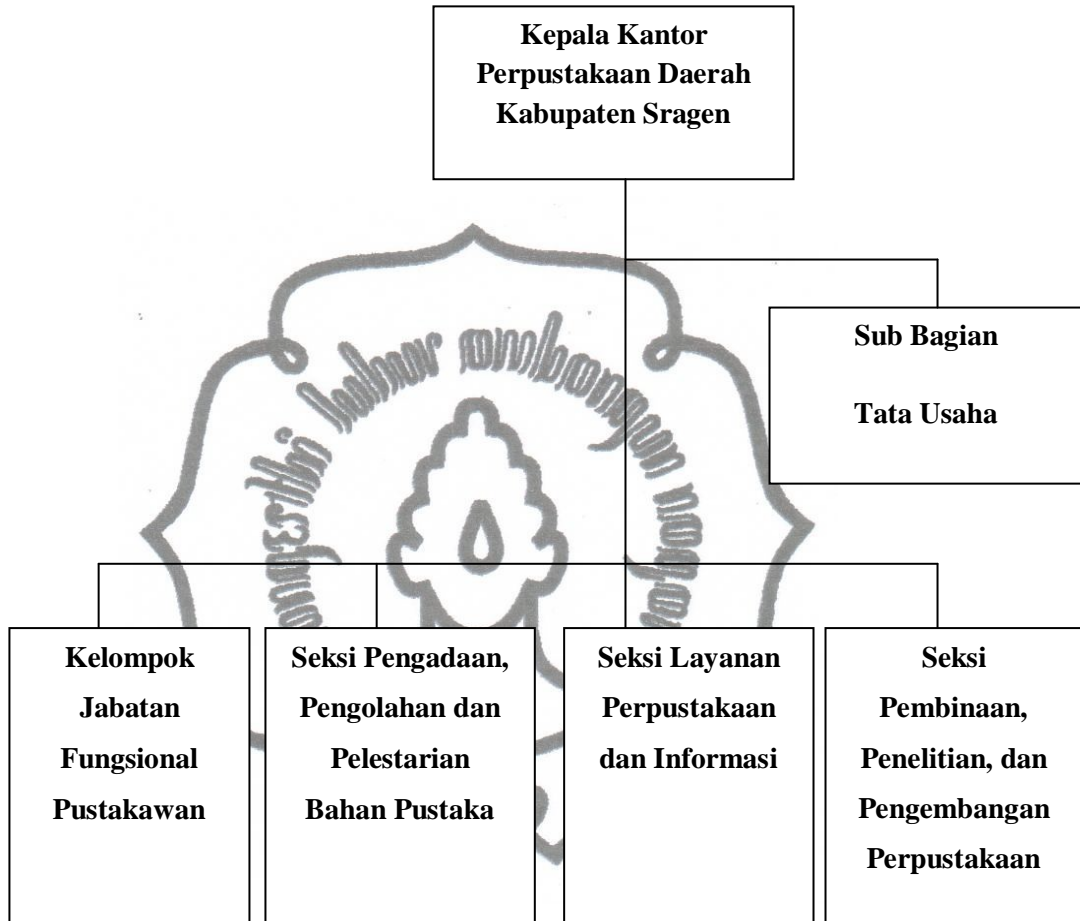 Kepala Kantor
Perpustakaan Daerah
Kabupaten Sragen
Sub Bagian
Tata Usaha
Kelompok
Jabatan
Fungsional
Pustakawan
Seksi Pengadaan,
Pengolahan dan
Pelestarian
Bahan Pustaka
Seksi Layanan
Perpustakaan
dan Informasi
Seksi
Pembinaan,
Penelitian, dan
Pengembangan
Perpustakaan